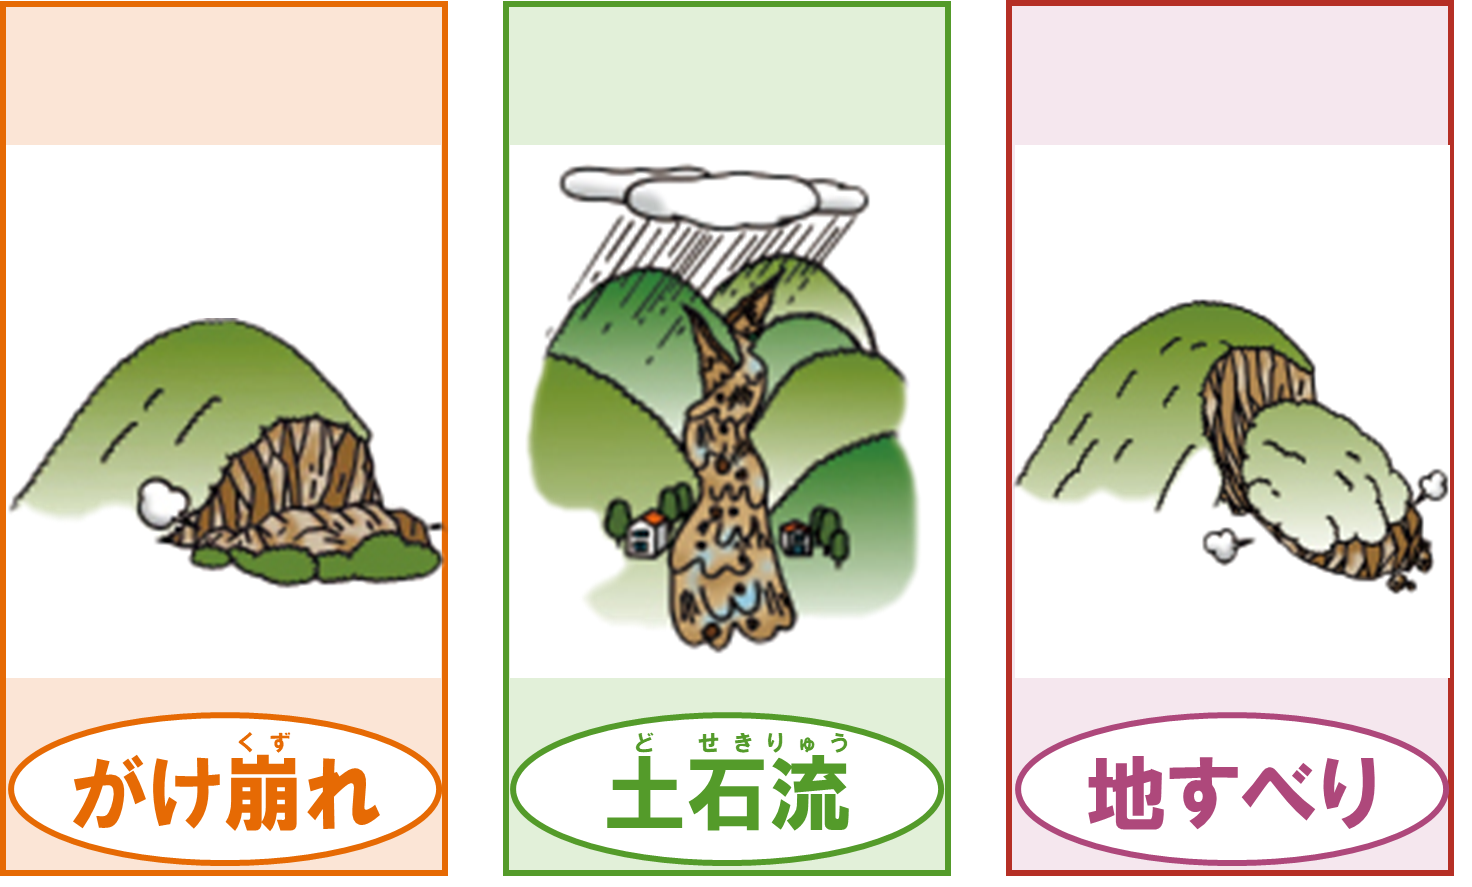 くず
がけ崩れ
どせきりゅう
土石流
地すべり